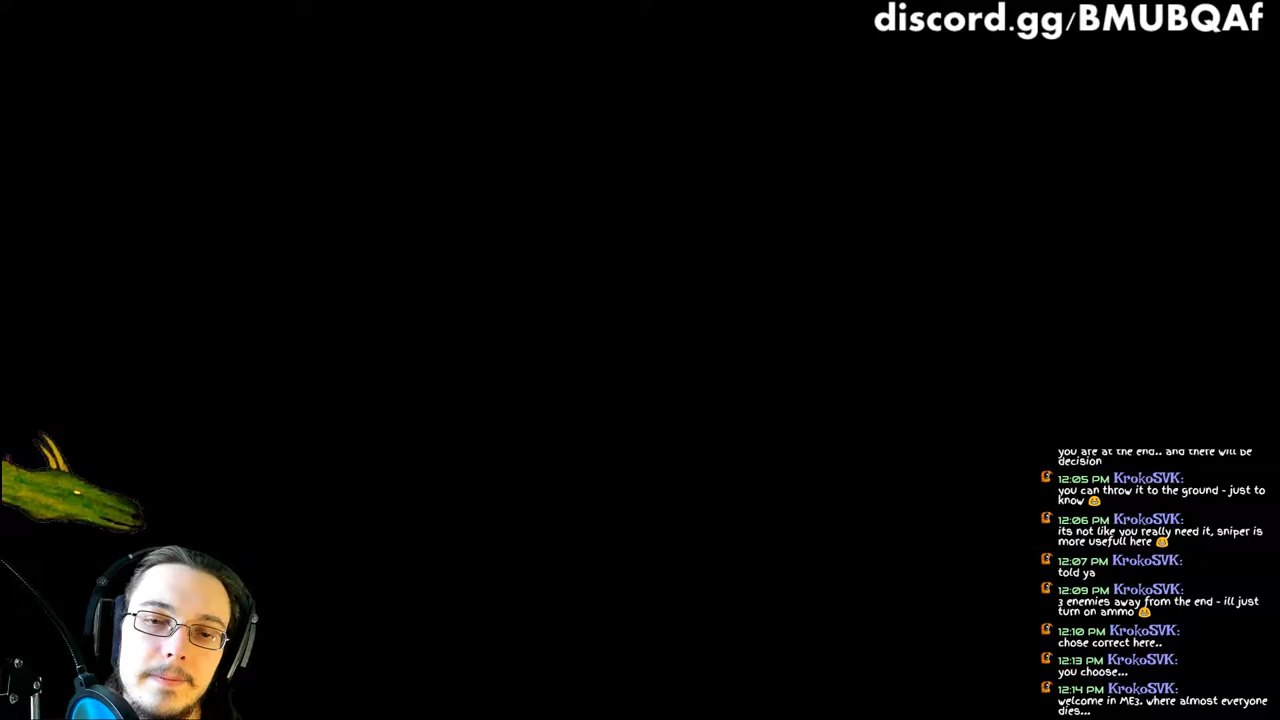 discord.gg/BMUBQAf
you are at the end.. and there will be
decision
12:05 PM KrokoSVK:
you can throw it to the ground - just to
know
12:06 PM KrokoSVK:
its not like you really need it, sniper is
more usefull here
12:07 PM KrokoSVK:
told ya
12:09 PM KrokoSVK:
3 enemies away from the end - ill just
turn on ammo
12:10 PM KrokoSVK:
chose correct here..
12:13 PM KrokoSVK:
you choose...
12:14 PM KrokoSVK:
welcome in ME3. where almost everyone
dies...